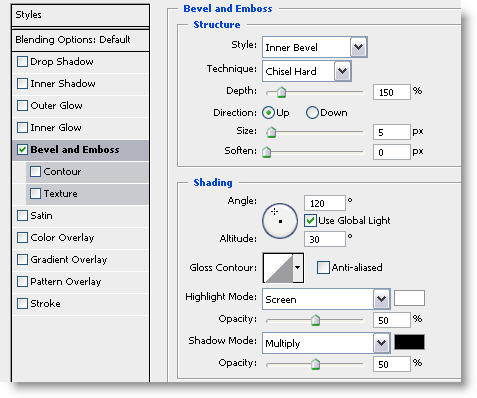 Styles
Blending Options: Default
Drop Shadow
Inner Shadow
Outer Glow
Inner Glow
Bevel and Emboss
Contour
Texture
Satin
Color Overlay
Gradient Overlay
Pattern Overlay
Stroke
Bevel and Emboss
Structure
Style: Inner Bevel
Technique: Chisel Hard
Depth: 150 %
Direction: Up Down
Size: 5 px
Soften: 0 px
Shading
Angle: 120 °
Use Global Light
Altitude: 30 °
Gloss Contour: Anti-aliased
Highlight Mode: Screen
Opacity: 50 %
Shadow Mode: Multiply
Opacity: 50 %